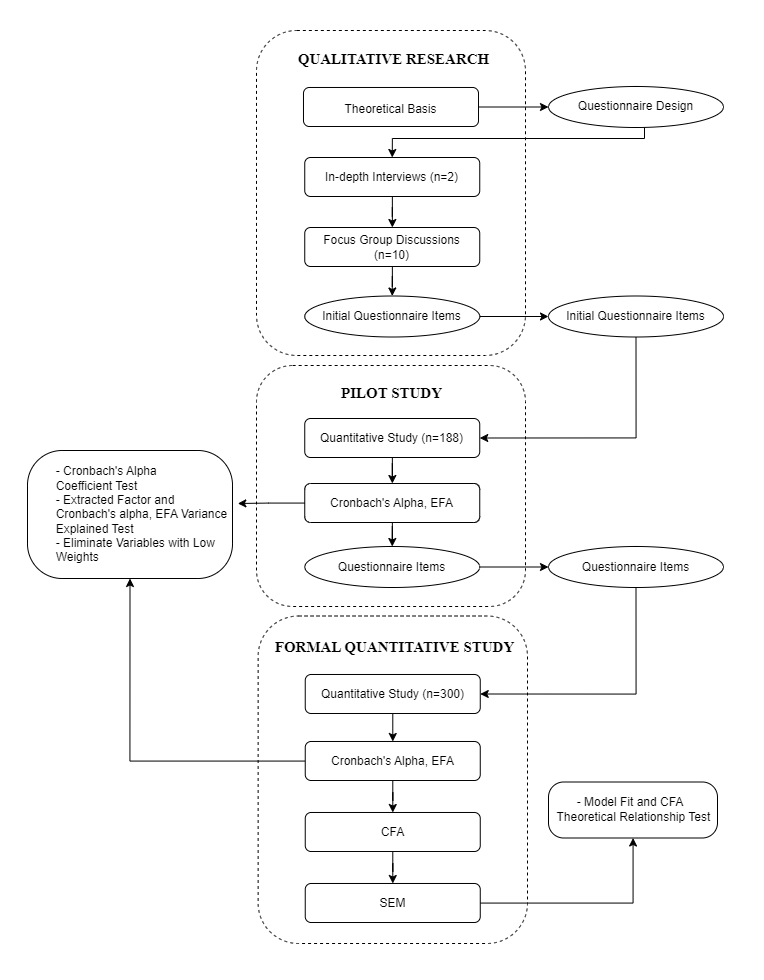 QUALITATIVE RESEARCH
Theoretical Basis
Questionnaire Design
In-depth Interviews (n=2)
Focus Group Discussions
(n=10)
Initial Questionnaire Items
Initial Questionnaire Items
PILOT STUDY
Quantitative Study (n=188)
Cronbach's Alpha, EFA
- Cronbach's Alpha
Coefficient Test
- Extracted Factor and
Cronbach's alpha, EFA Variance
Explained Test
- Eliminate Variables with Low
Weights
Questionnaire Items
Questionnaire Items
FORMAL QUANTITATIVE STUDY
Quantitative Study (n=300)
Cronbach's Alpha, EFA
CFA
- Model Fit and CFA
Theoretical Relationship Test
SEM